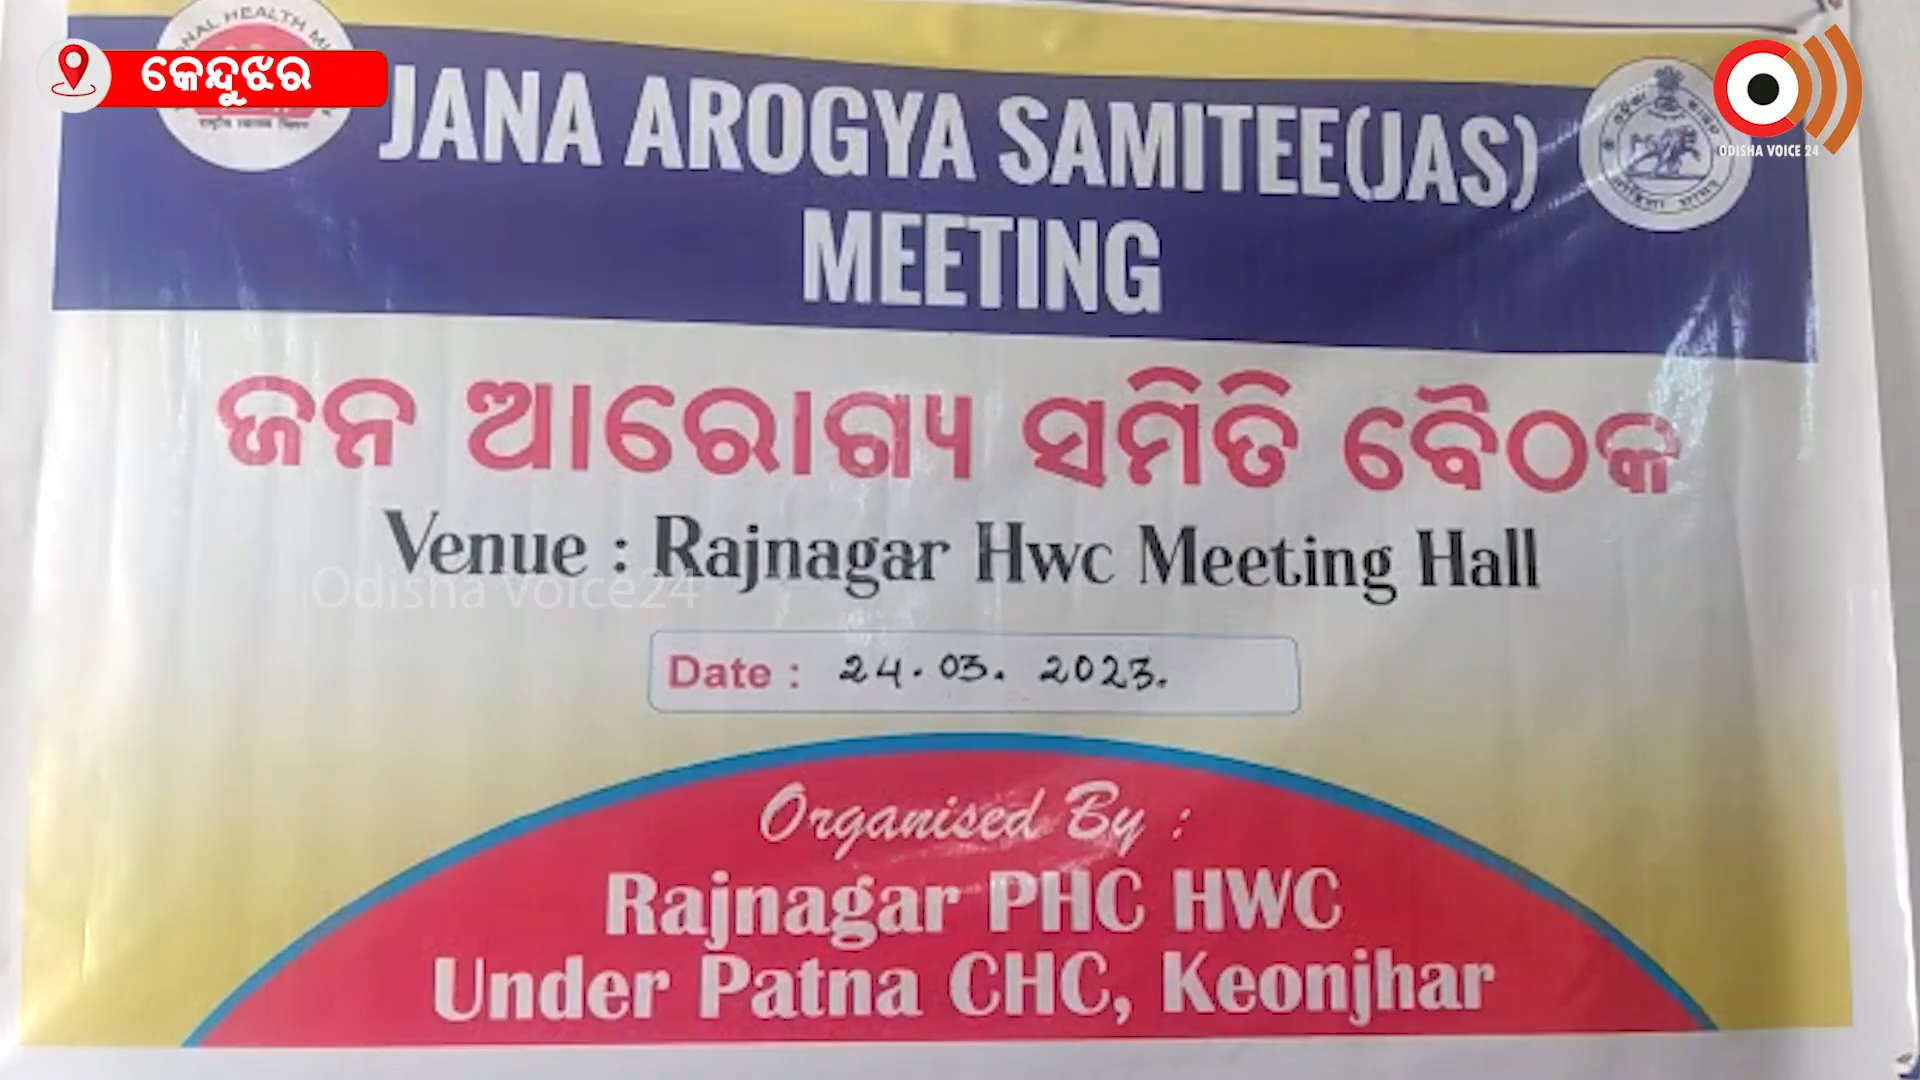 କେନ୍ଦୁଝର
ODISHA VOICE 24
JANA AROGYA SAMITEE(JAS)
MEETING
ଜନ ଆରୋଗ୍ୟ ସମିତି ବୈଠକ
Venue : Rajnagar Hwc Meeting Hall
Odisha Voice24
Date : 24.03.2023.
Organised By :
Rajnagar PHC HWC
Under Patna CHC, Keonjhar